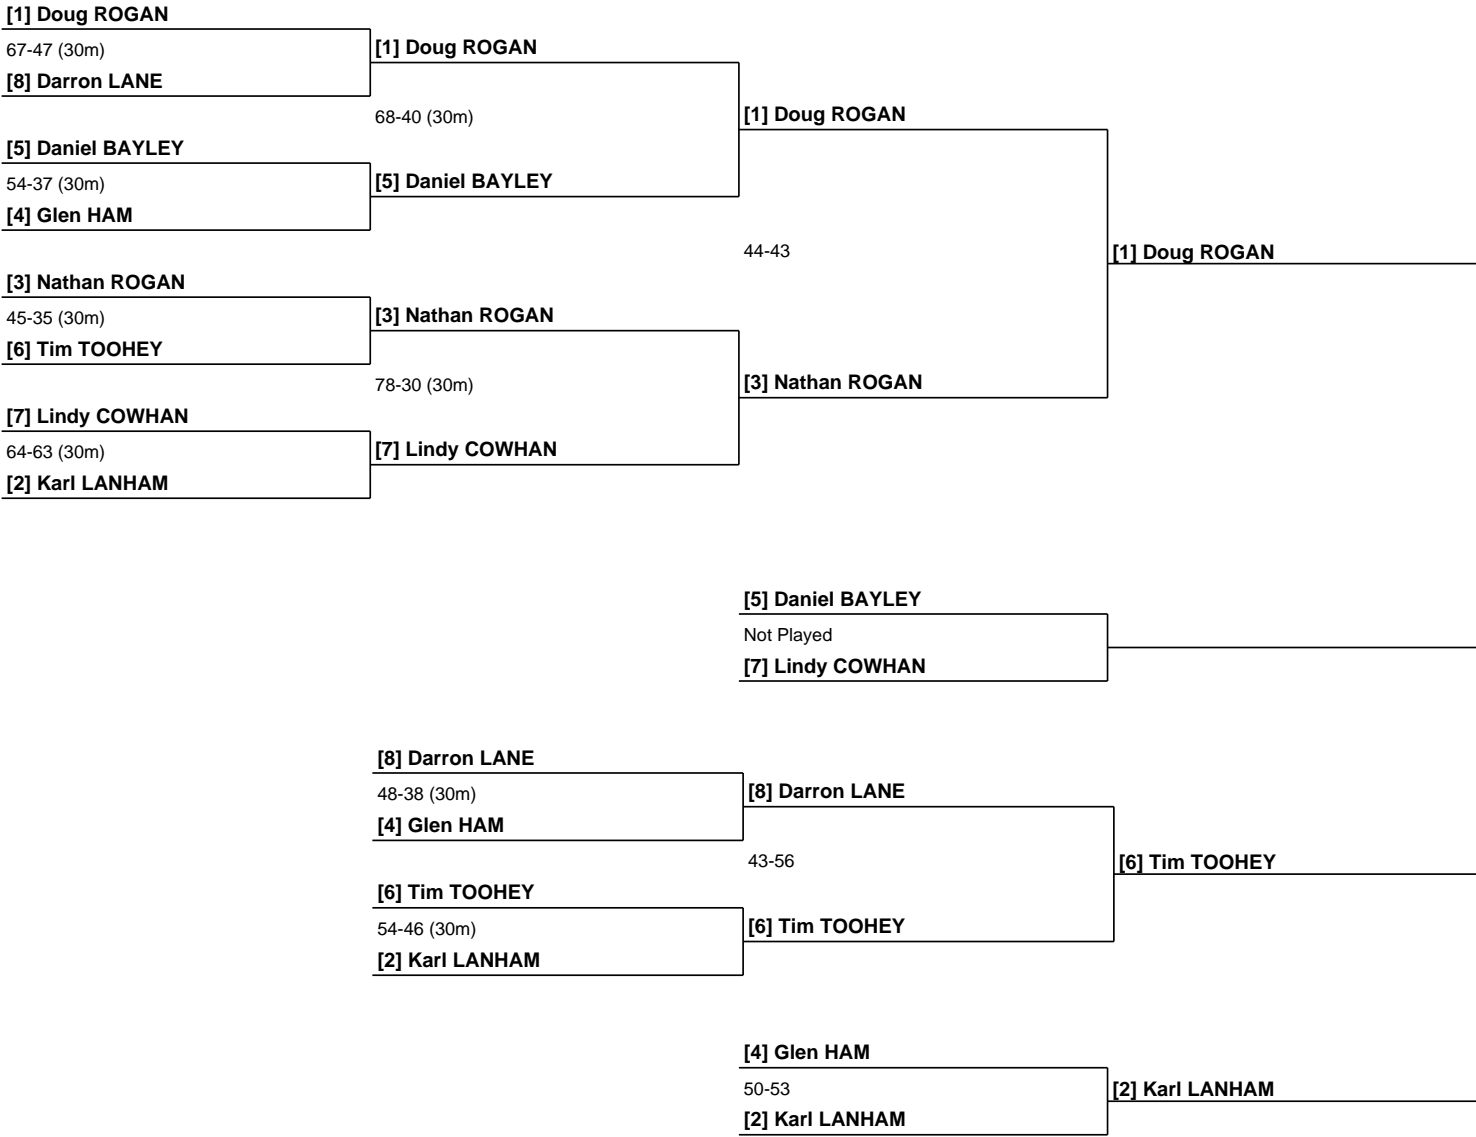 [1] Doug ROGAN
67-47 (30m)
[1] Doug ROGAN
[8] Darron LANE
68-40 (30m)
[1] Doug ROGAN
[5] Daniel BAYLEY
54-37 (30m)
[5] Daniel BAYLEY
[4] Glen HAM
44-43
[1] Doug ROGAN
[3] Nathan ROGAN
45-35 (30m)
[3] Nathan ROGAN
[6] Tim TOOHEY
78-30 (30m)
[3] Nathan ROGAN
[7] Lindy COWHAN
64-63 (30m)
[7] Lindy COWHAN
[2] Karl LANHAM
[5] Daniel BAYLEY
Not Played
[7] Lindy COWHAN
[8] Darron LANE
48-38 (30m)
[8] Darron LANE
[4] Glen HAM
43-56
[6] Tim TOOHEY
[6] Tim TOOHEY
54-46 (30m)
[6] Tim TOOHEY
[2] Karl LANHAM
[4] Glen HAM
50-53
[2] Karl LANHAM
[2] Karl LANHAM